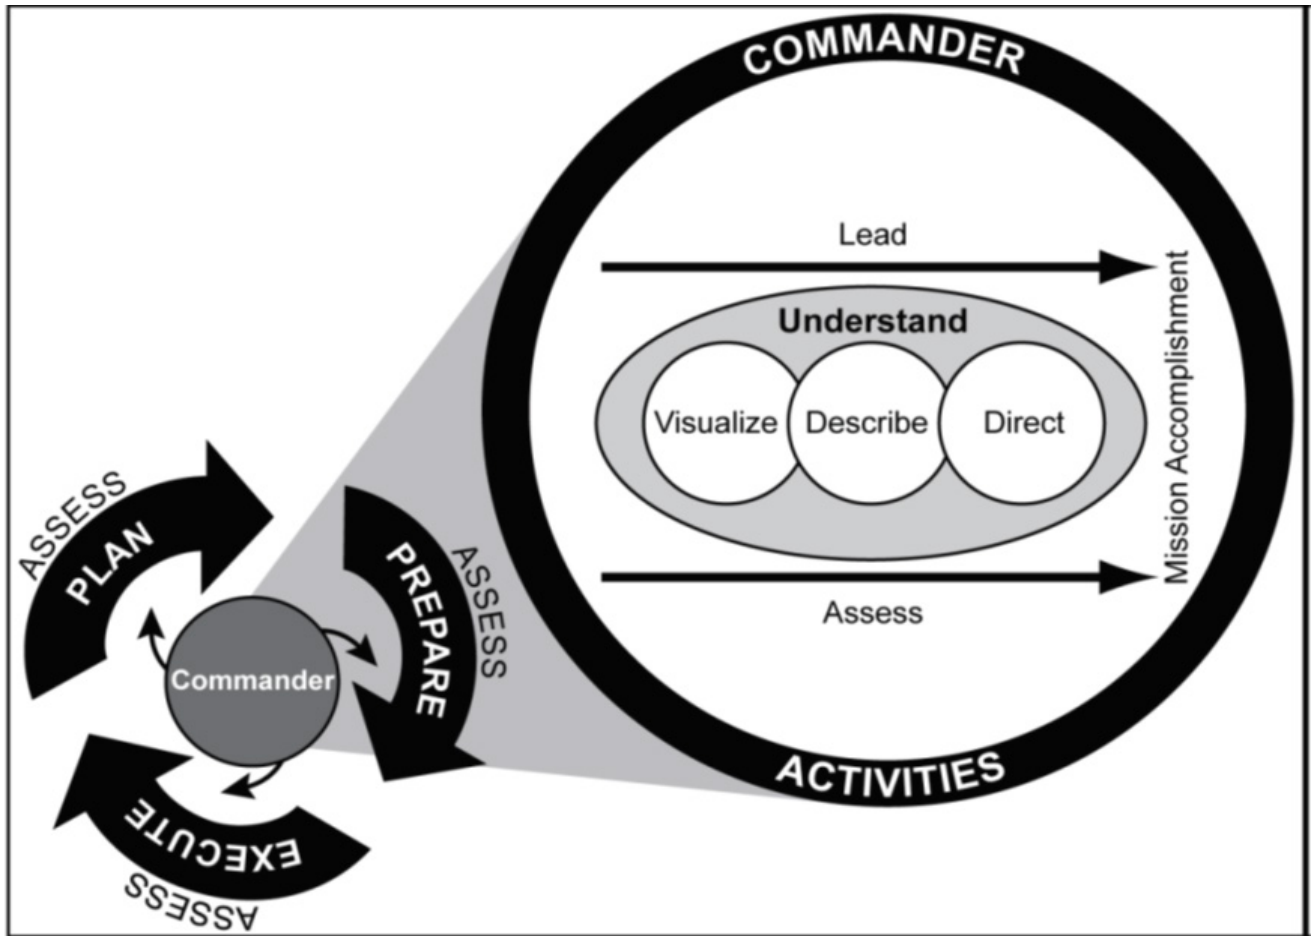 COMMANDER
Lead
Understand
Visualize
Describe
Direct
Mission Accomplishment
Assess
ACTIVITIES
ASSESS
PLAN
PREPARE
ASSESS
Commander
EXECUTE
ASSESS